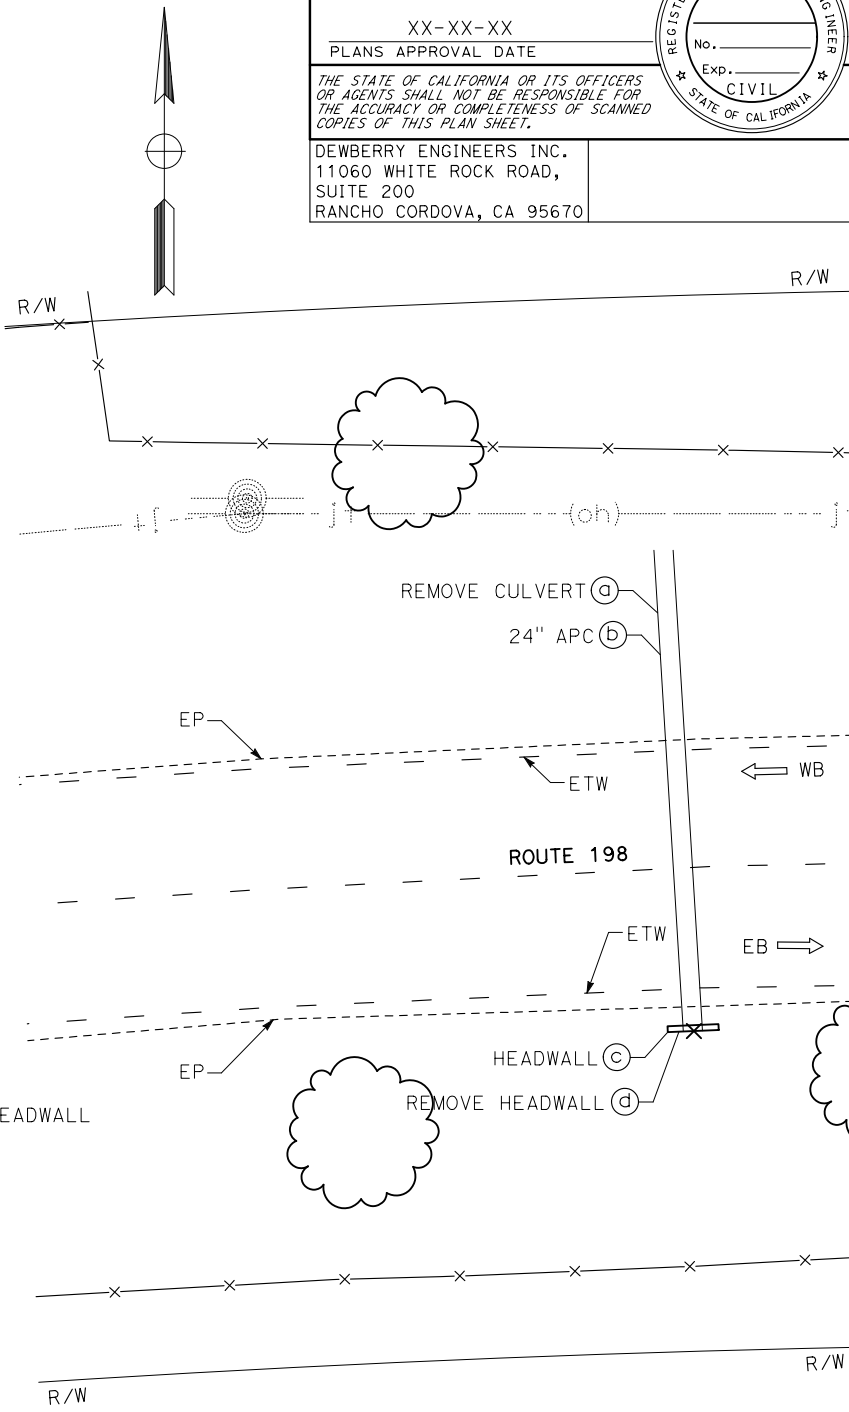 XX-XX-XX
PLANS APPROVAL DATE
No.
Exp.
CIVIL
STATE OF CALIFORNIA
THE STATE OF CALIFORNIA OR ITS OFFICERS
OR AGENTS SHALL NOT BE RESPONSIBLE FOR
THE ACCURACY OR COMPLETENESS OF SCANNED
COPIES OF THIS PLAN SHEET.
DEWBERRY ENGINEERS INC.
11060 WHITE ROCK ROAD,
SUITE 200
RANCHO CORDOVA, CA 95670
R/W
R/W
(oh)
REMOVE CULVERT a
24" APC b
EP
ETW
WB
ROUTE 198
ETW
EB
HEADWALL c
EP
REMOVE HEADWALL d
EADWALL
R/W
R/W